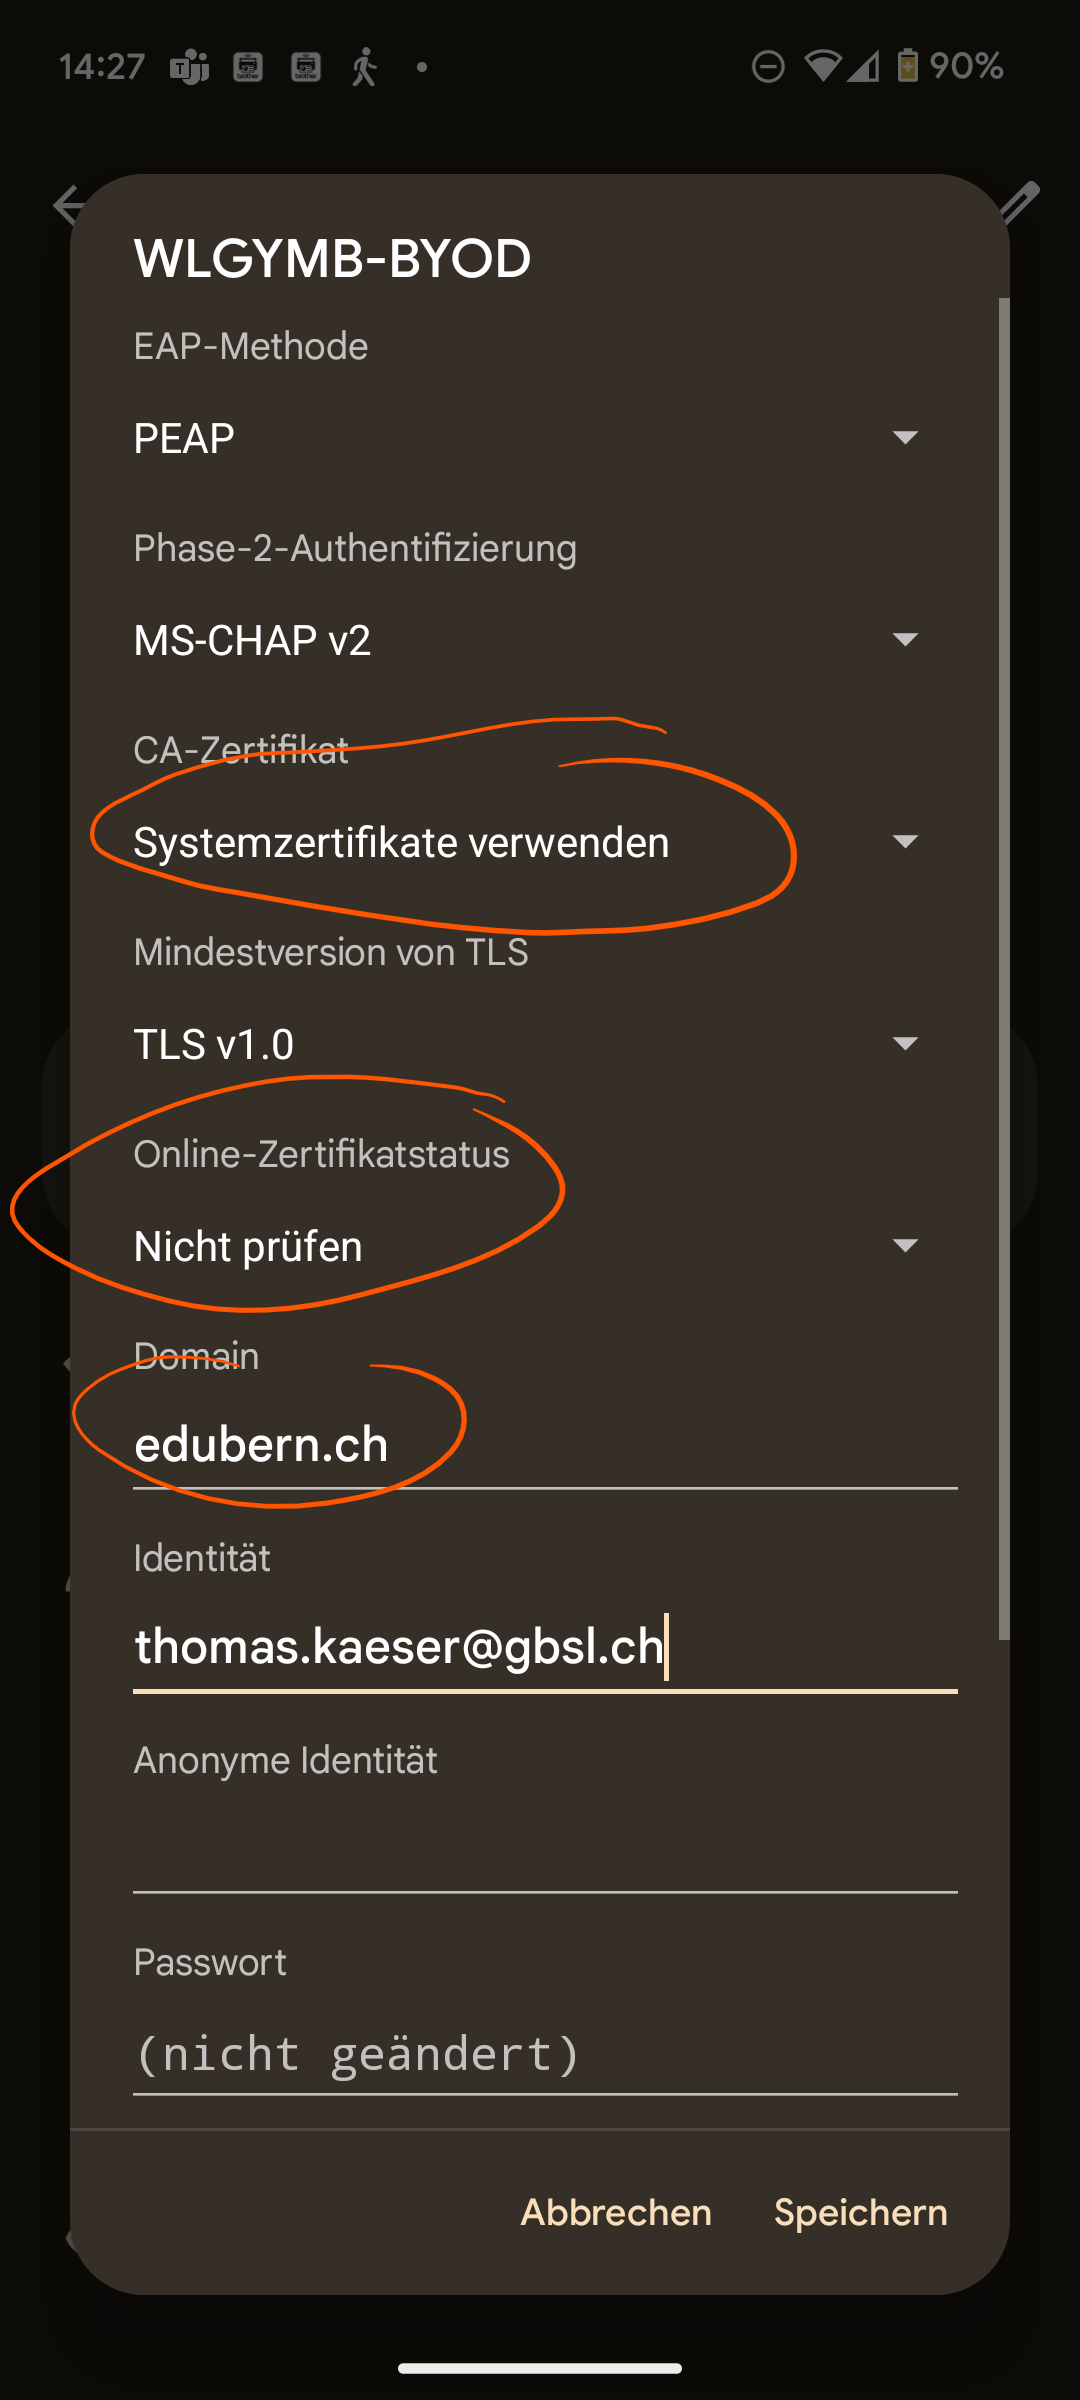 14:27
90%
WLGYMB-BYOD
EAP-Methode
PEAP
Phase-2-Authentifizierung
MS-CHAP v2
CA-Zertifikat
Systemzertifikate verwenden
Mindestversion von TLS
TLS v1.0
Online-Zertifikatstatus
Nicht prüfen
Domain
edubern.ch
Identität
thomas.kaeser@gbsl.ch
Anonyme Identität
Passwort
(nicht geändert)
Abbrechen Speichern